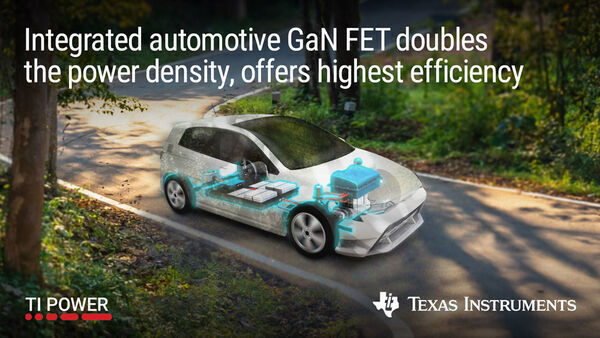 Integrated automotive GaN FET doubles
the power density, offers highest efficiency
TI POWER
TEXAS INSTRUMENTS